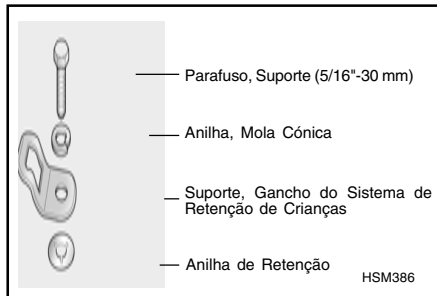 Parafuso, Suporte (5/16"-30 mm)
Anilha, Mola Cónica
Suporte, Gancho do Sistema de
Retenção de Crianças
Anilha de Retenção
HSM386